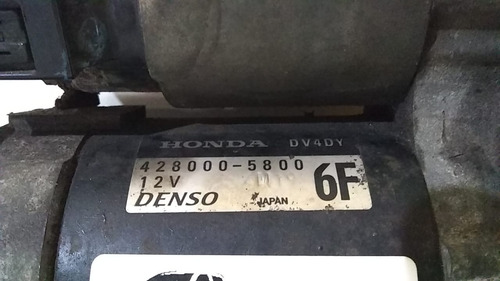 HONDA DV4DY
428000-5800
12V 6F
DENSO JAPAN